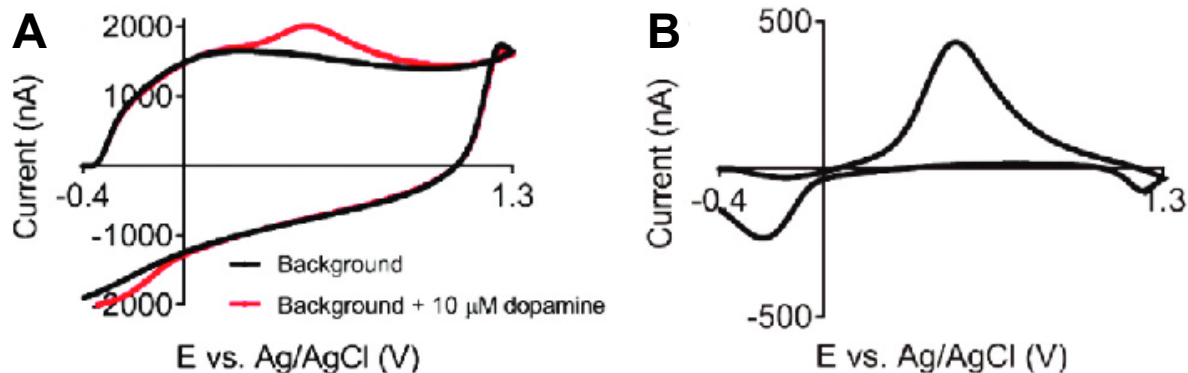 A
Current (nA)
2000
1000
-1000
-2000
-0.4
1.3
Background
Background + 10 μM dopamine
E vs. Ag/AgCl (V)
B
Current (nA)
500
-500
-0.4
1.3
E vs. Ag/AgCl (V)